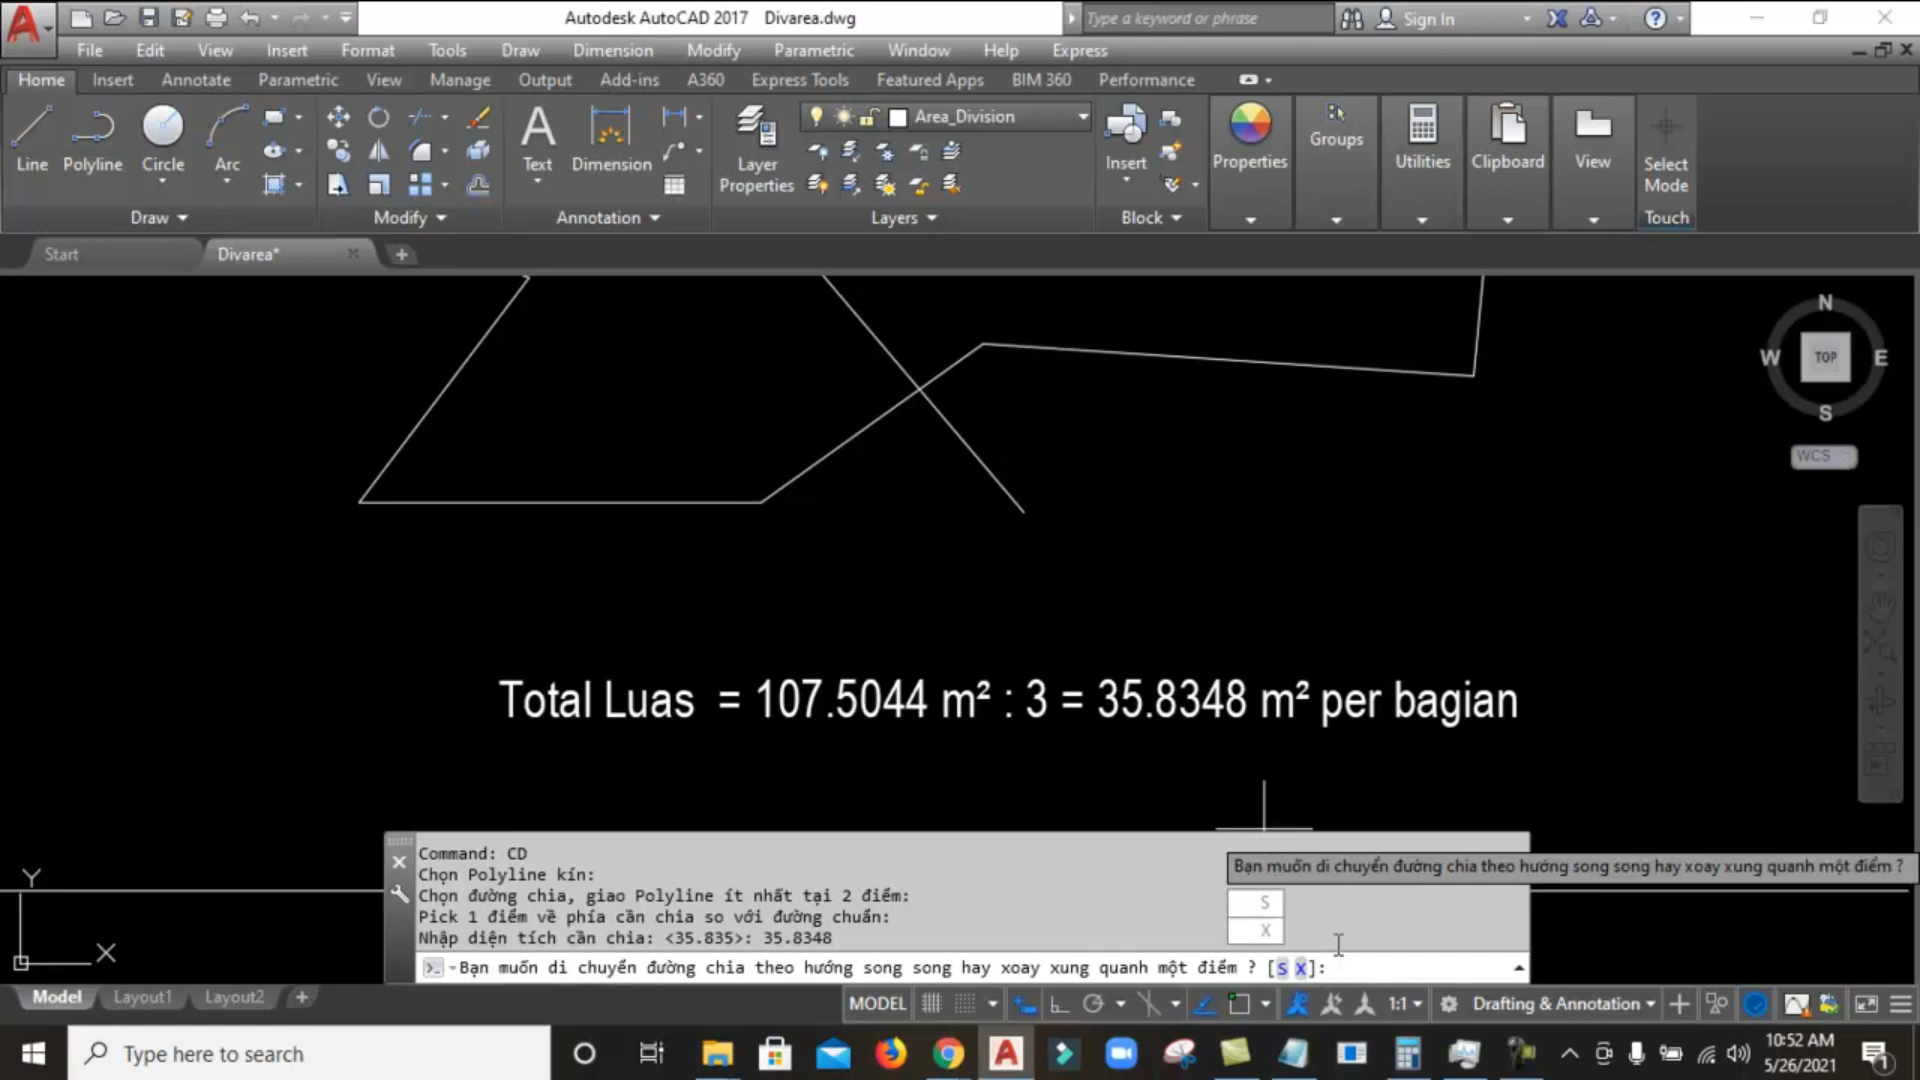 Autodesk AutoCAD 2017 Divarea.dwg
Type a keyword or phrase
Sign In
File Edit View Insert Format Tools Draw Dimension Modify Parametric Window Help Express
Home Insert Annotate Parametric View Manage Output Add-ins A360 Express Tools Featured Apps BIM 360 Performance
Area_Division
Line Polyline Circle Arc
Text Dimension
Layer Properties
Insert
Properties
Groups
Utilities
Clipboard
View
Select Mode
Draw
Modify
Annotation
Layers
Block
Touch
Start
Divarea*
N
W
TOP
E
S
WCS
Total Luas = 107.5044 m² : 3 = 35.8348 m² per bagian
Command: CD
Chọn Polyline kín:
Chọn đường chia, giao Polyline ít nhất tại 2 điểm:
Pick 1 điểm về phía cần chia so với đường chuẩn:
Nhập diện tích cần chia: <35.835>: 35.8348
Bạn muốn di chuyển đường chia theo hướng song song hay xoay xung quanh một điểm ?
S
X
Bạn muốn di chuyển đường chia theo hướng song song hay xoay xung quanh một điểm ? [S X]:
Y
X
Model Layout1 Layout2
MODEL
1:1
Drafting & Annotation
Type here to search
10:52 AM
5/26/2021
1